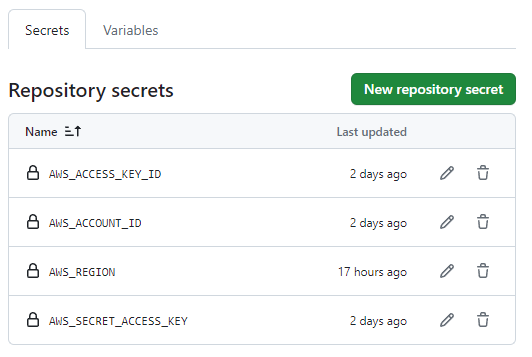 Secrets Variables
Repository secrets New repository secret
Name Last updated
AWS_ACCESS_KEY_ID 2 days ago
AWS_ACCOUNT_ID 2 days ago
AWS_REGION 17 hours ago
AWS_SECRET_ACCESS_KEY 2 days ago